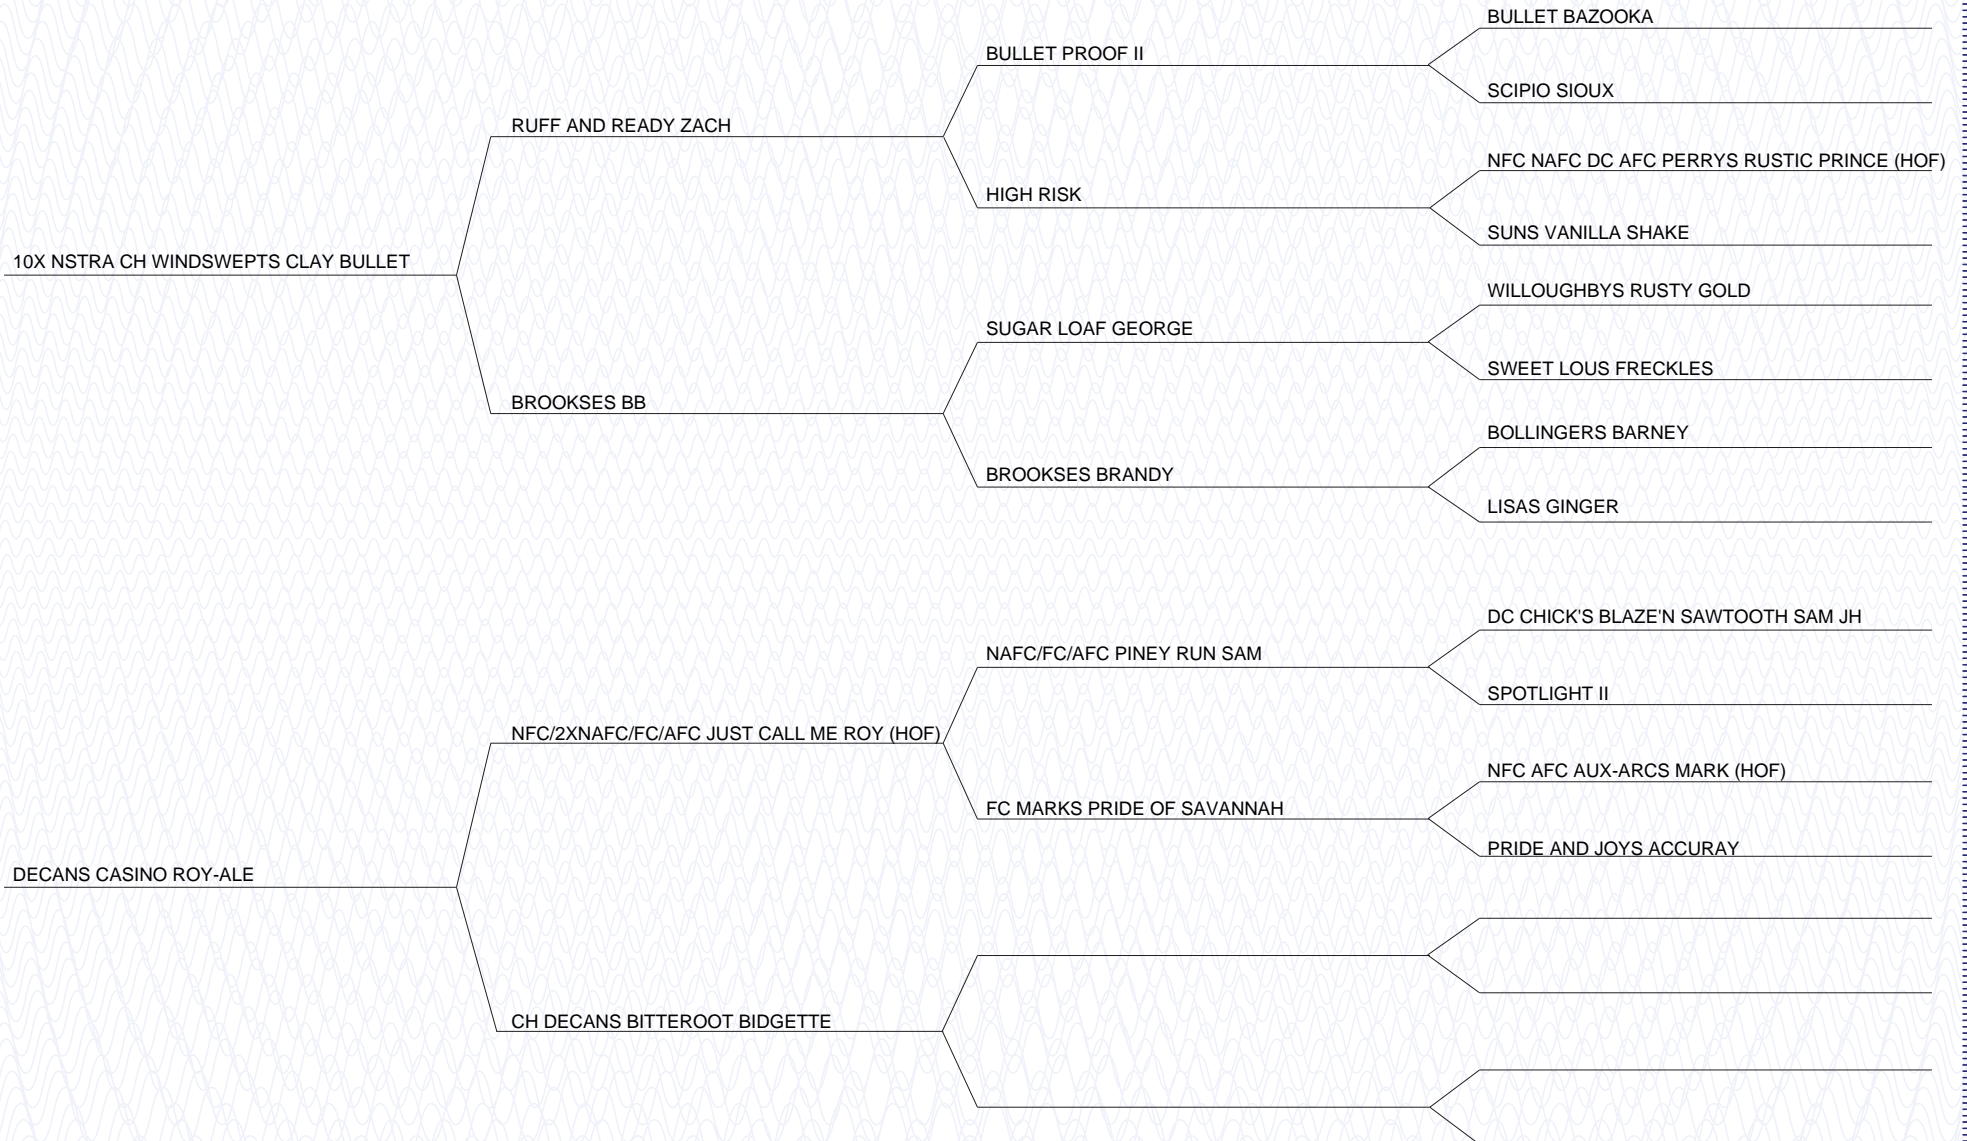 BULLET BAZOOKA
BULLET PROOF II
SCIPIO SIOUX
RUFF AND READY ZACH
NFC NAFC DC AFC PERRYS RUSTIC PRINCE (HOF)
HIGH RISK
SUNS VANILLA SHAKE
10X NSTRA CH WINDSWEPTS CLAY BULLET
WILLOUGHBYS RUSTY GOLD
SUGAR LOAF GEORGE
SWEET LOUS FRECKLES
BROOKSES BB
BOLLINGERS BARNEY
BROOKSES BRANDY
LISAS GINGER
DC CHICK'S BLAZE'N SAWTOOTH SAM JH
NAFC/FC/AFC PINEY RUN SAM
SPOTLIGHT II
NFC/2XNAFC/FC/AFC JUST CALL ME ROY (HOF)
NFC AFC AUX-ARCS MARK (HOF)
FC MARKS PRIDE OF SAVANNAH
PRIDE AND JOYS ACCURAY
DECANS CASINO ROY-ALE
CH DECANS BITTEROOT BIDGETTE